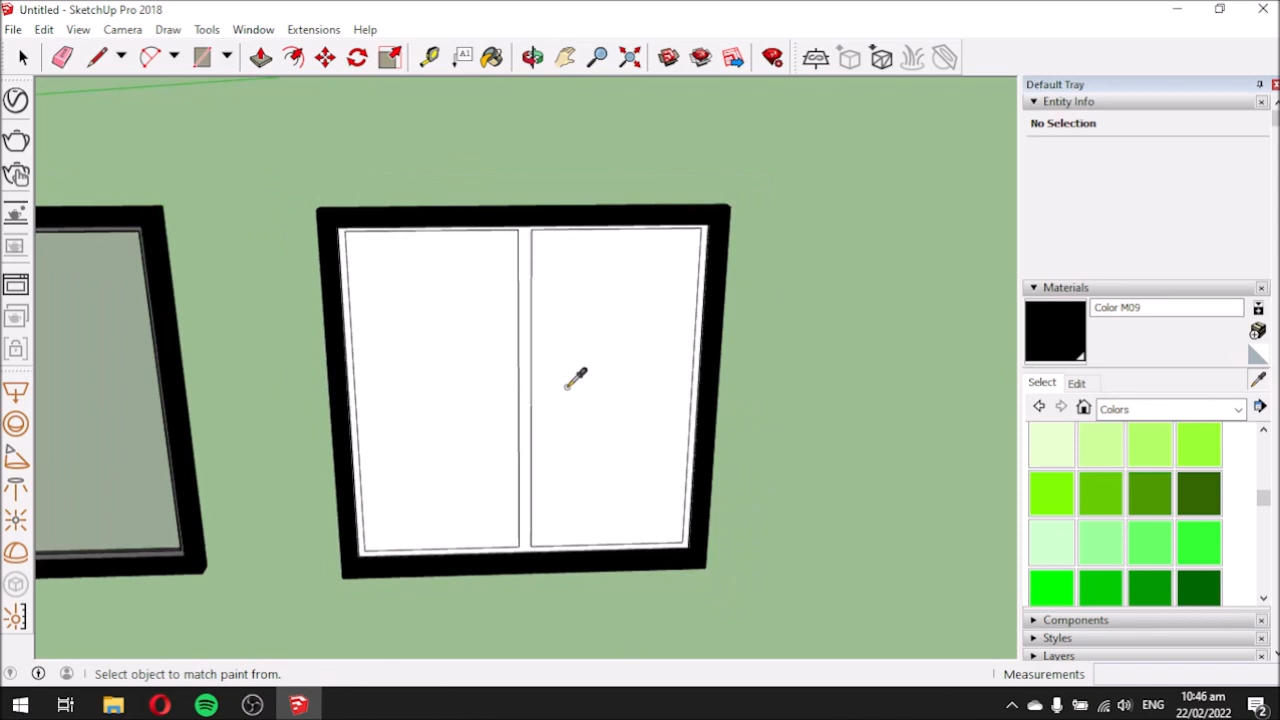 Untitled - SketchUp Pro 2018
File Edit View Camera Draw Tools Window Extensions Help
A1
Default Tray
Entity Info
No Selection
Materials
Color M09
Select Edit
Colors
Components
Styles
Layers
Select object to match paint from.
Measurements
ENG
10:46 am
22/02/2022
2